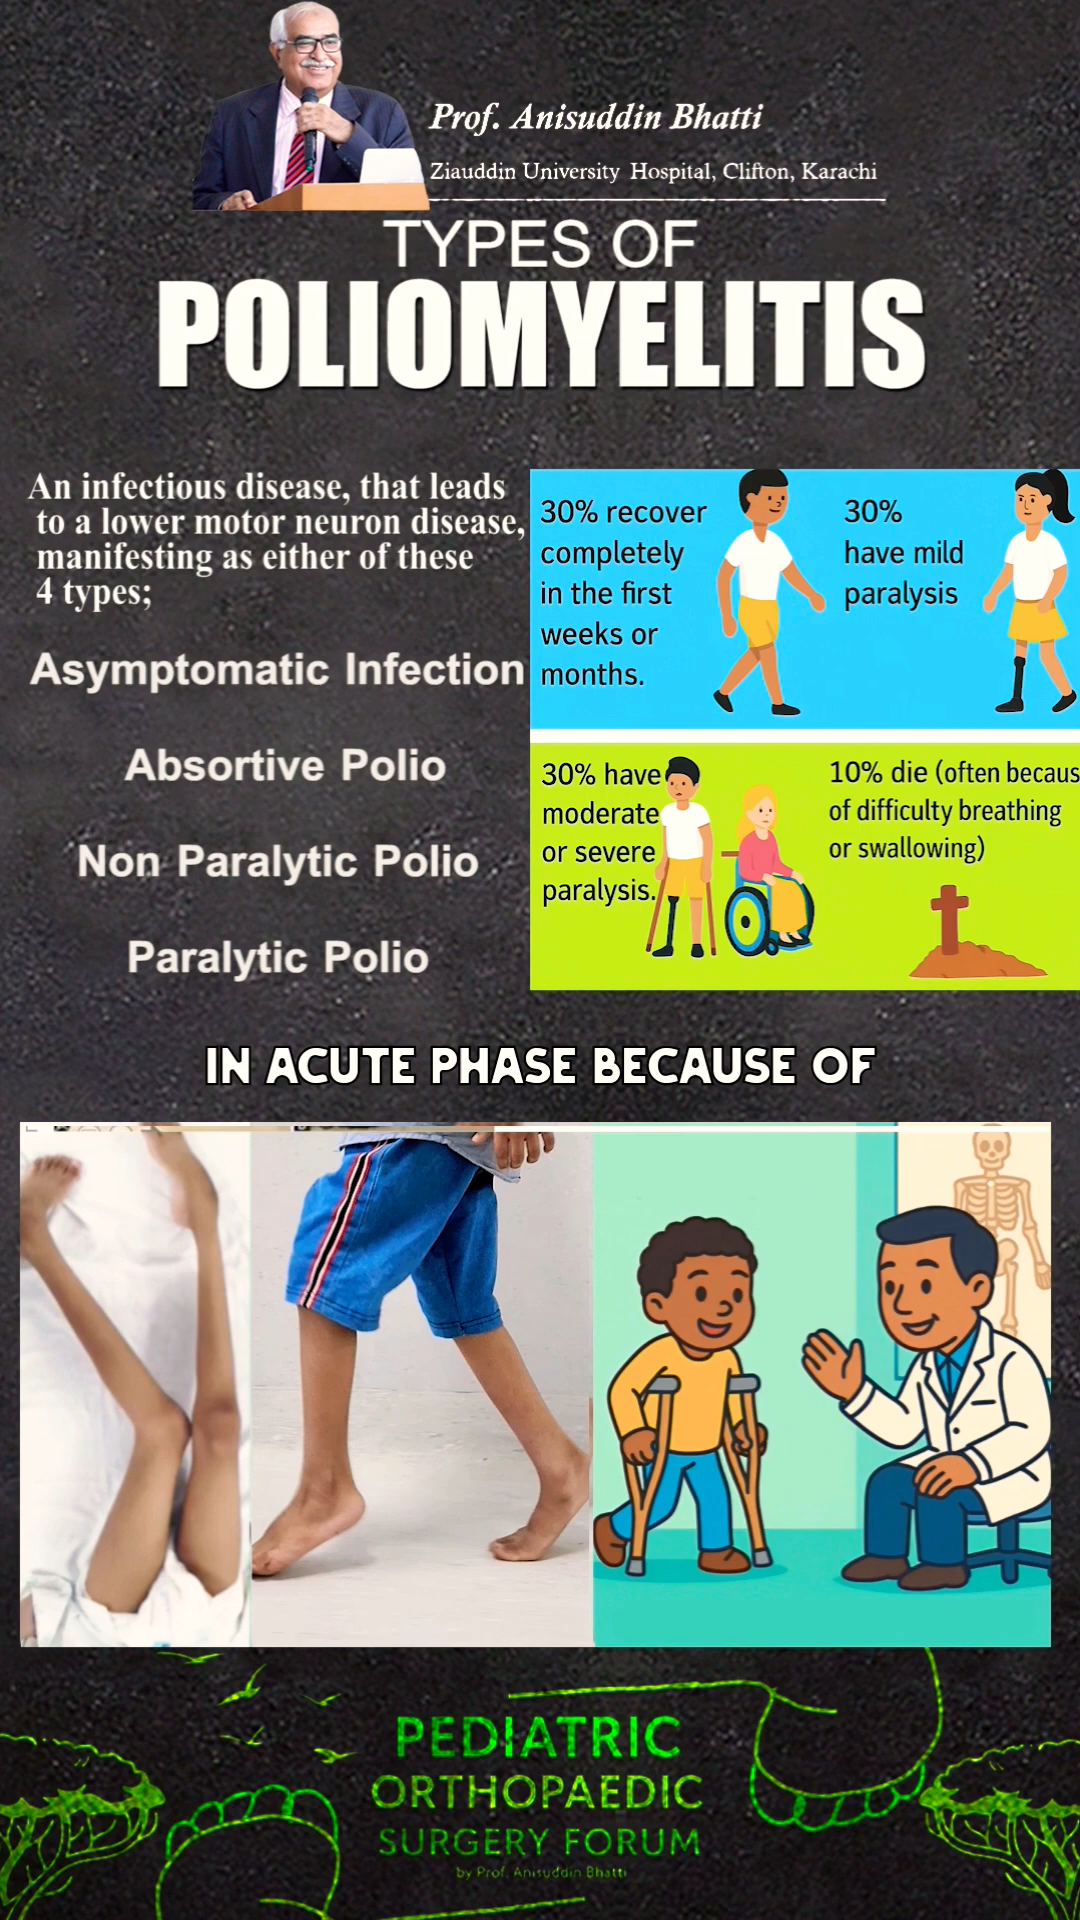 Prof. Anisuddin Bhatti
Ziauddin University Hospital, Clifton, Karachi
TYPES OF
POLIOMYELITIS
An infectious disease, that leads
to a lower motor neuron disease,
manifesting as either of these
4 types;
Asymptomatic Infection
Absortive Polio
Non Paralytic Polio
Paralytic Polio
30% recover
completely
in the first
weeks or
months.
30%
have mild
paralysis
30% have
moderate
or severe
paralysis.
10% die (often becaus
of difficulty breathing
or swallowing)
IN ACUTE PHASE BECAUSE OF
PEDIATRIC
ORTHOPAEDIC
SURGERY FORUM
by Prof. Anisuddin Bhatti